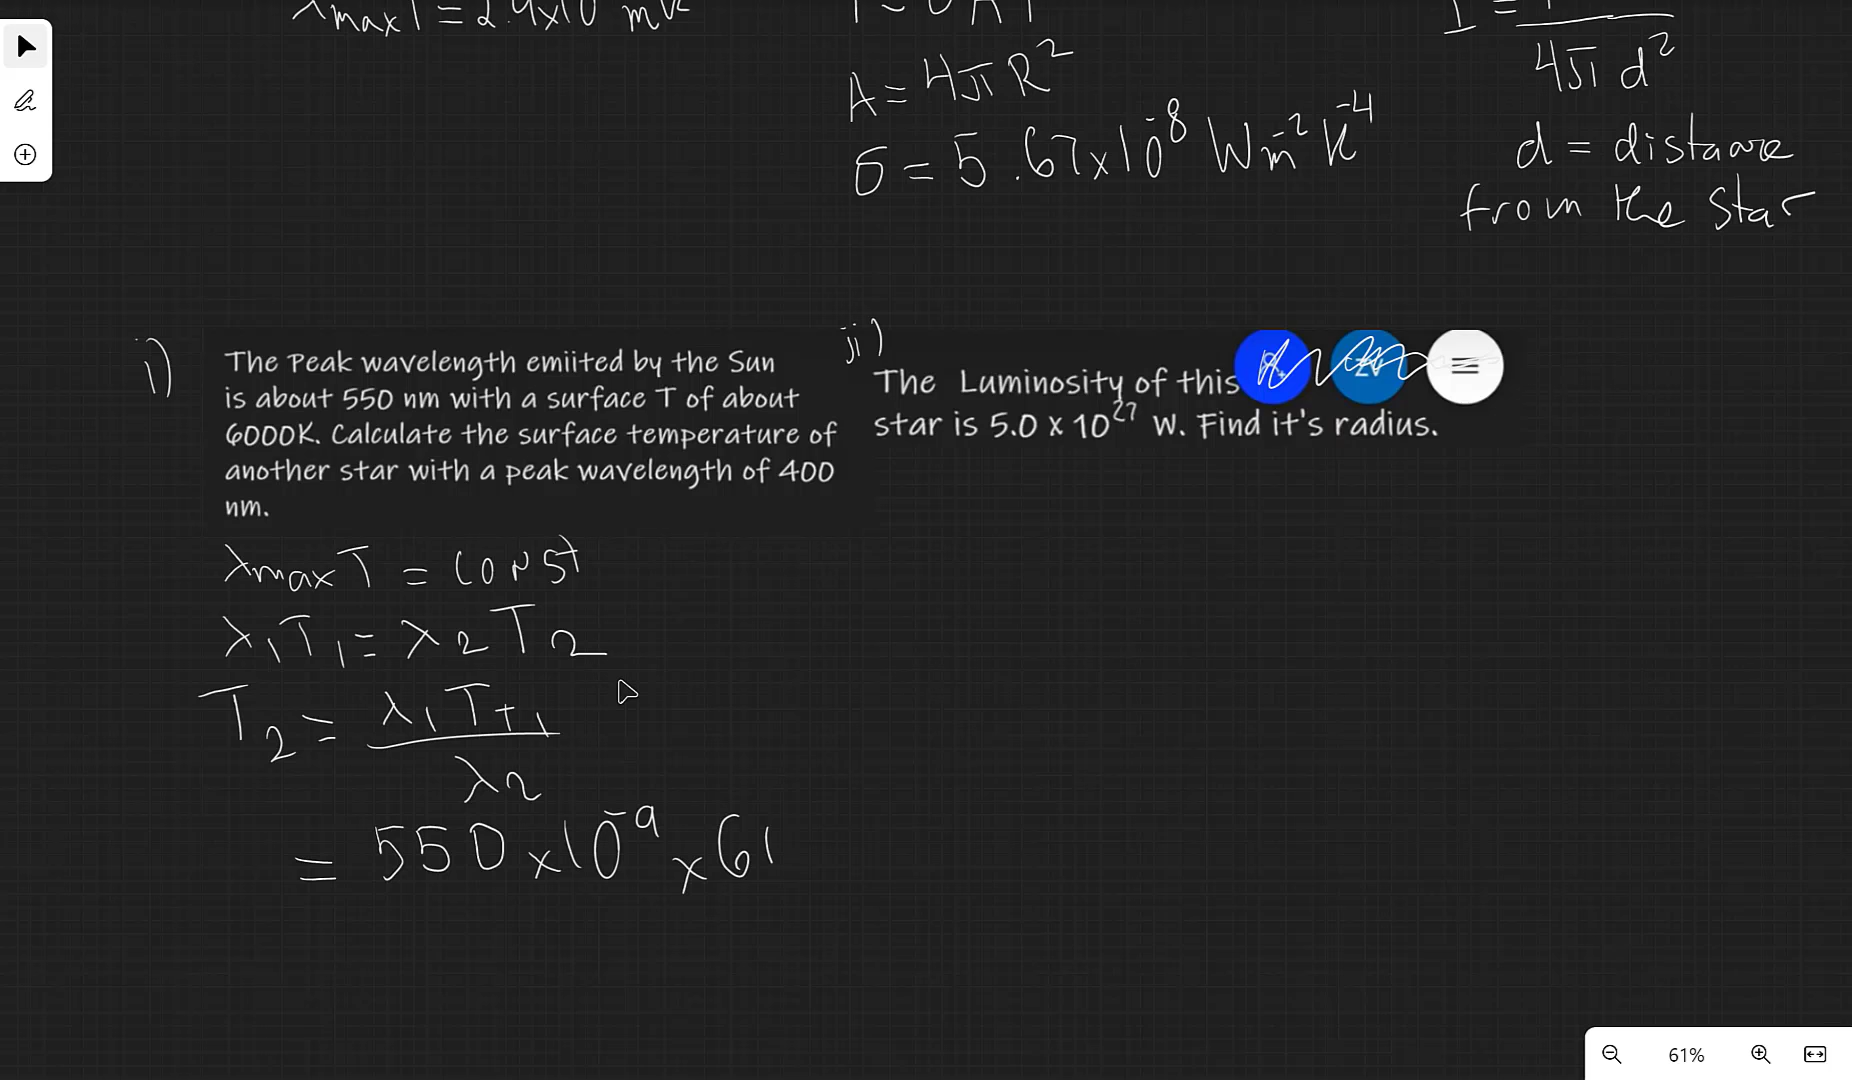 λmaxT = 2.9x10 mK
A = 4πR²
σ = 5.67x10⁻⁸ Wm⁻²K⁻⁴
4πd²
d = distance
from the star
i)
The Peak wavelength emiited by the Sun
is about 550 nm with a surface T of about
6000K. Calculate the surface temperature of
another star with a peak wavelength of 400
nm.
λmaxT = const
λ₁T₁ = λ₂T₂
T₂ = λ₁T₁
λ₂
= 550x10⁻⁹ x 6
ii)
The Luminosity of this
star is 5.0 x 10²⁷ W. Find it's radius.
61%